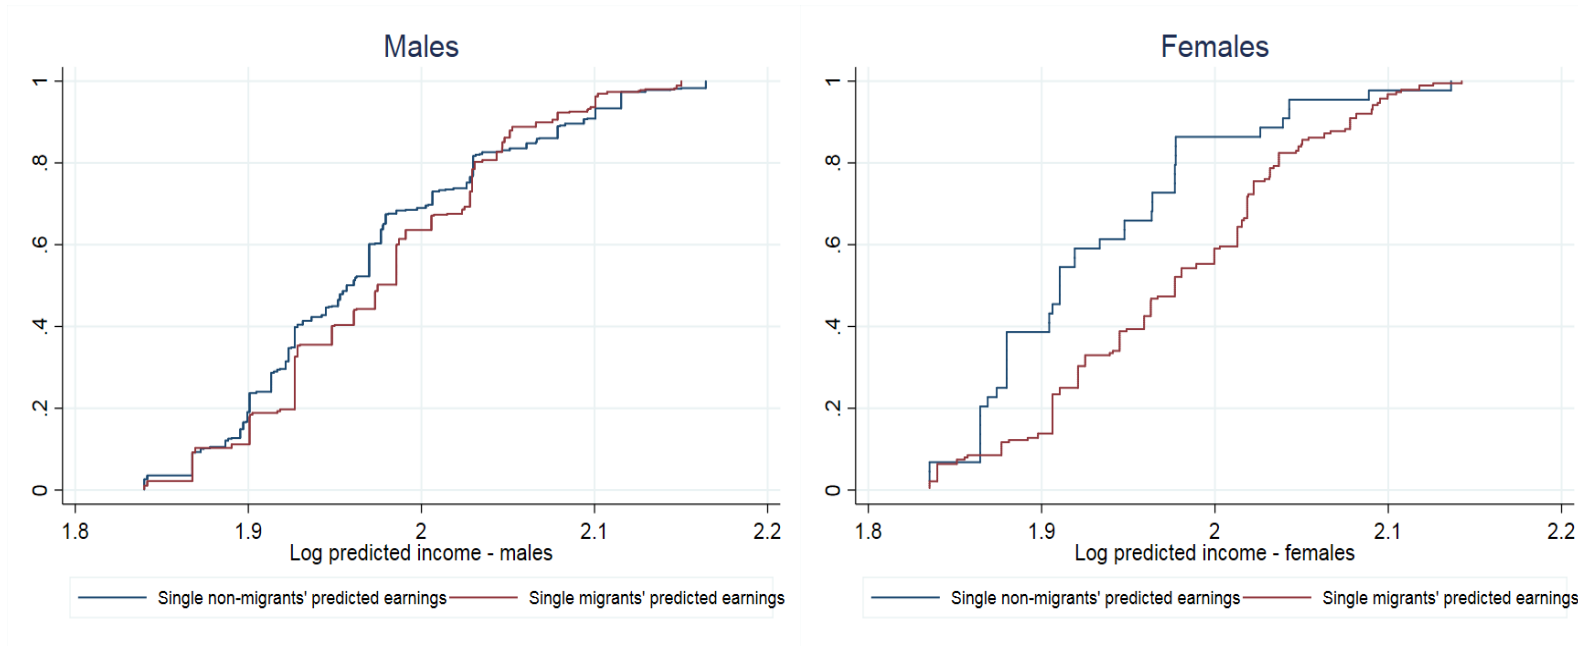 Males
1
.8
.6
.4
.2
0
1.8 1.9 2 2.1 2.2
Log predicted income - males
Single non-migrants' predicted earnings Single migrants' predicted earnings
Females
1
.8
.6
.4
.2
0
1.8 1.9 2 2.1 2.2
Log predicted income - females
Single non-migrants' predicted earnings Single migrants' predicted earnings